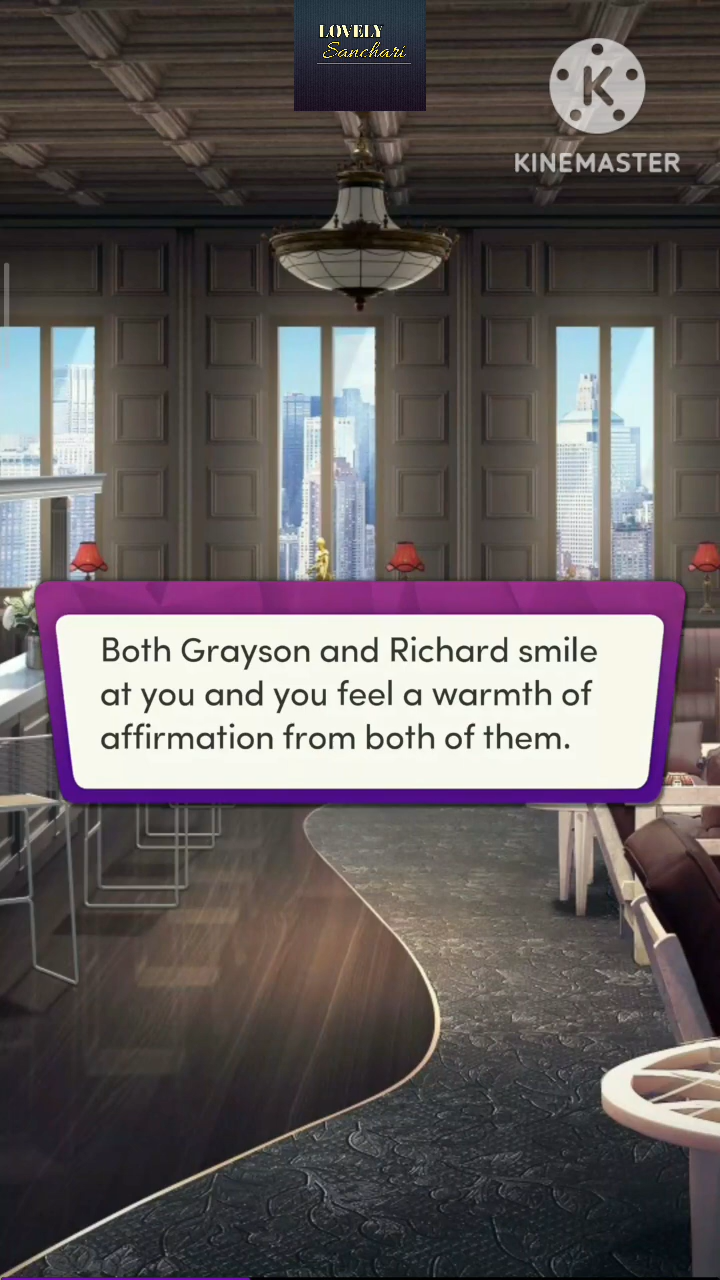 LOVELY
Sanchari
K
KINEMASTER
Both Grayson and Richard smile
at you and you feel a warmth of
affirmation from both of them.